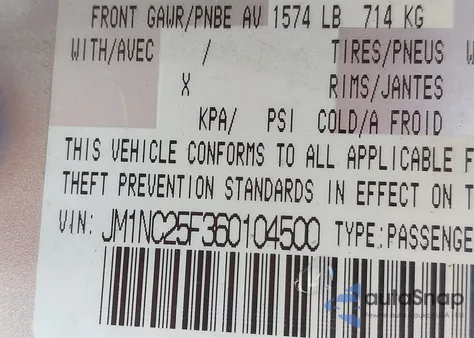 FRONT GAWR/PNBE AV 1574 LB 714 KG
WITH/AVEC / TIRES/PNEUS W
X RIMS/JANTES
KPA/ PSI COLD/A FROID
THIS VEHICLE CONFORMS TO ALL APPLICABLE F
THEFT PREVENTION STANDARDS IN EFFECT ON T
VIN: JM1NC25F360104500 TYPE:PASSENGE
autoSnap